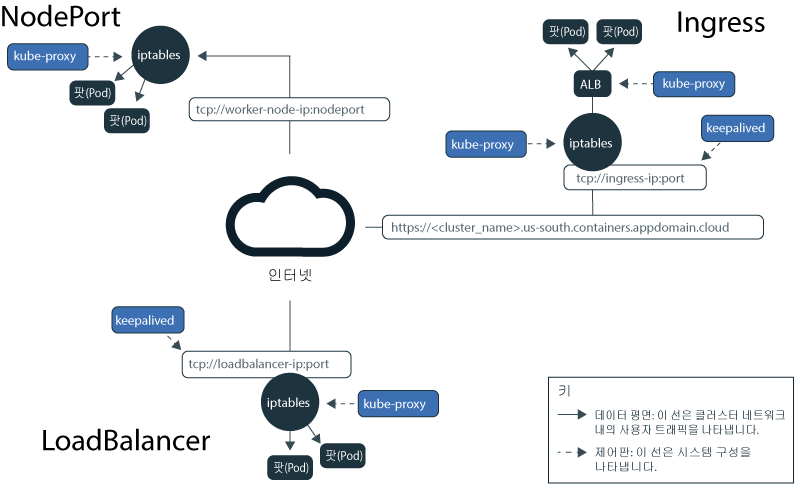 NodePort
kube-proxy
iptables
팟(Pod)
팟(Pod)
tcp://worker-node-ip:nodeport
Ingress
팟(Pod)
팟(Pod)
ALB
kube-proxy
kube-proxy
iptables
keepalived
tcp://ingress-ip:port
https://<cluster_name>.us-south.containers.appdomain.cloud
인터넷
keepalived
tcp://loadbalancer-ip:port
iptables
kube-proxy
LoadBalancer
팟(Pod)
팟(Pod)
키
데이터 평면: 이 선은 클러스터 네트워크
내의 사용자 트래픽을 나타냅니다.
제어판: 이 선은 시스템 구성을
나타냅니다.